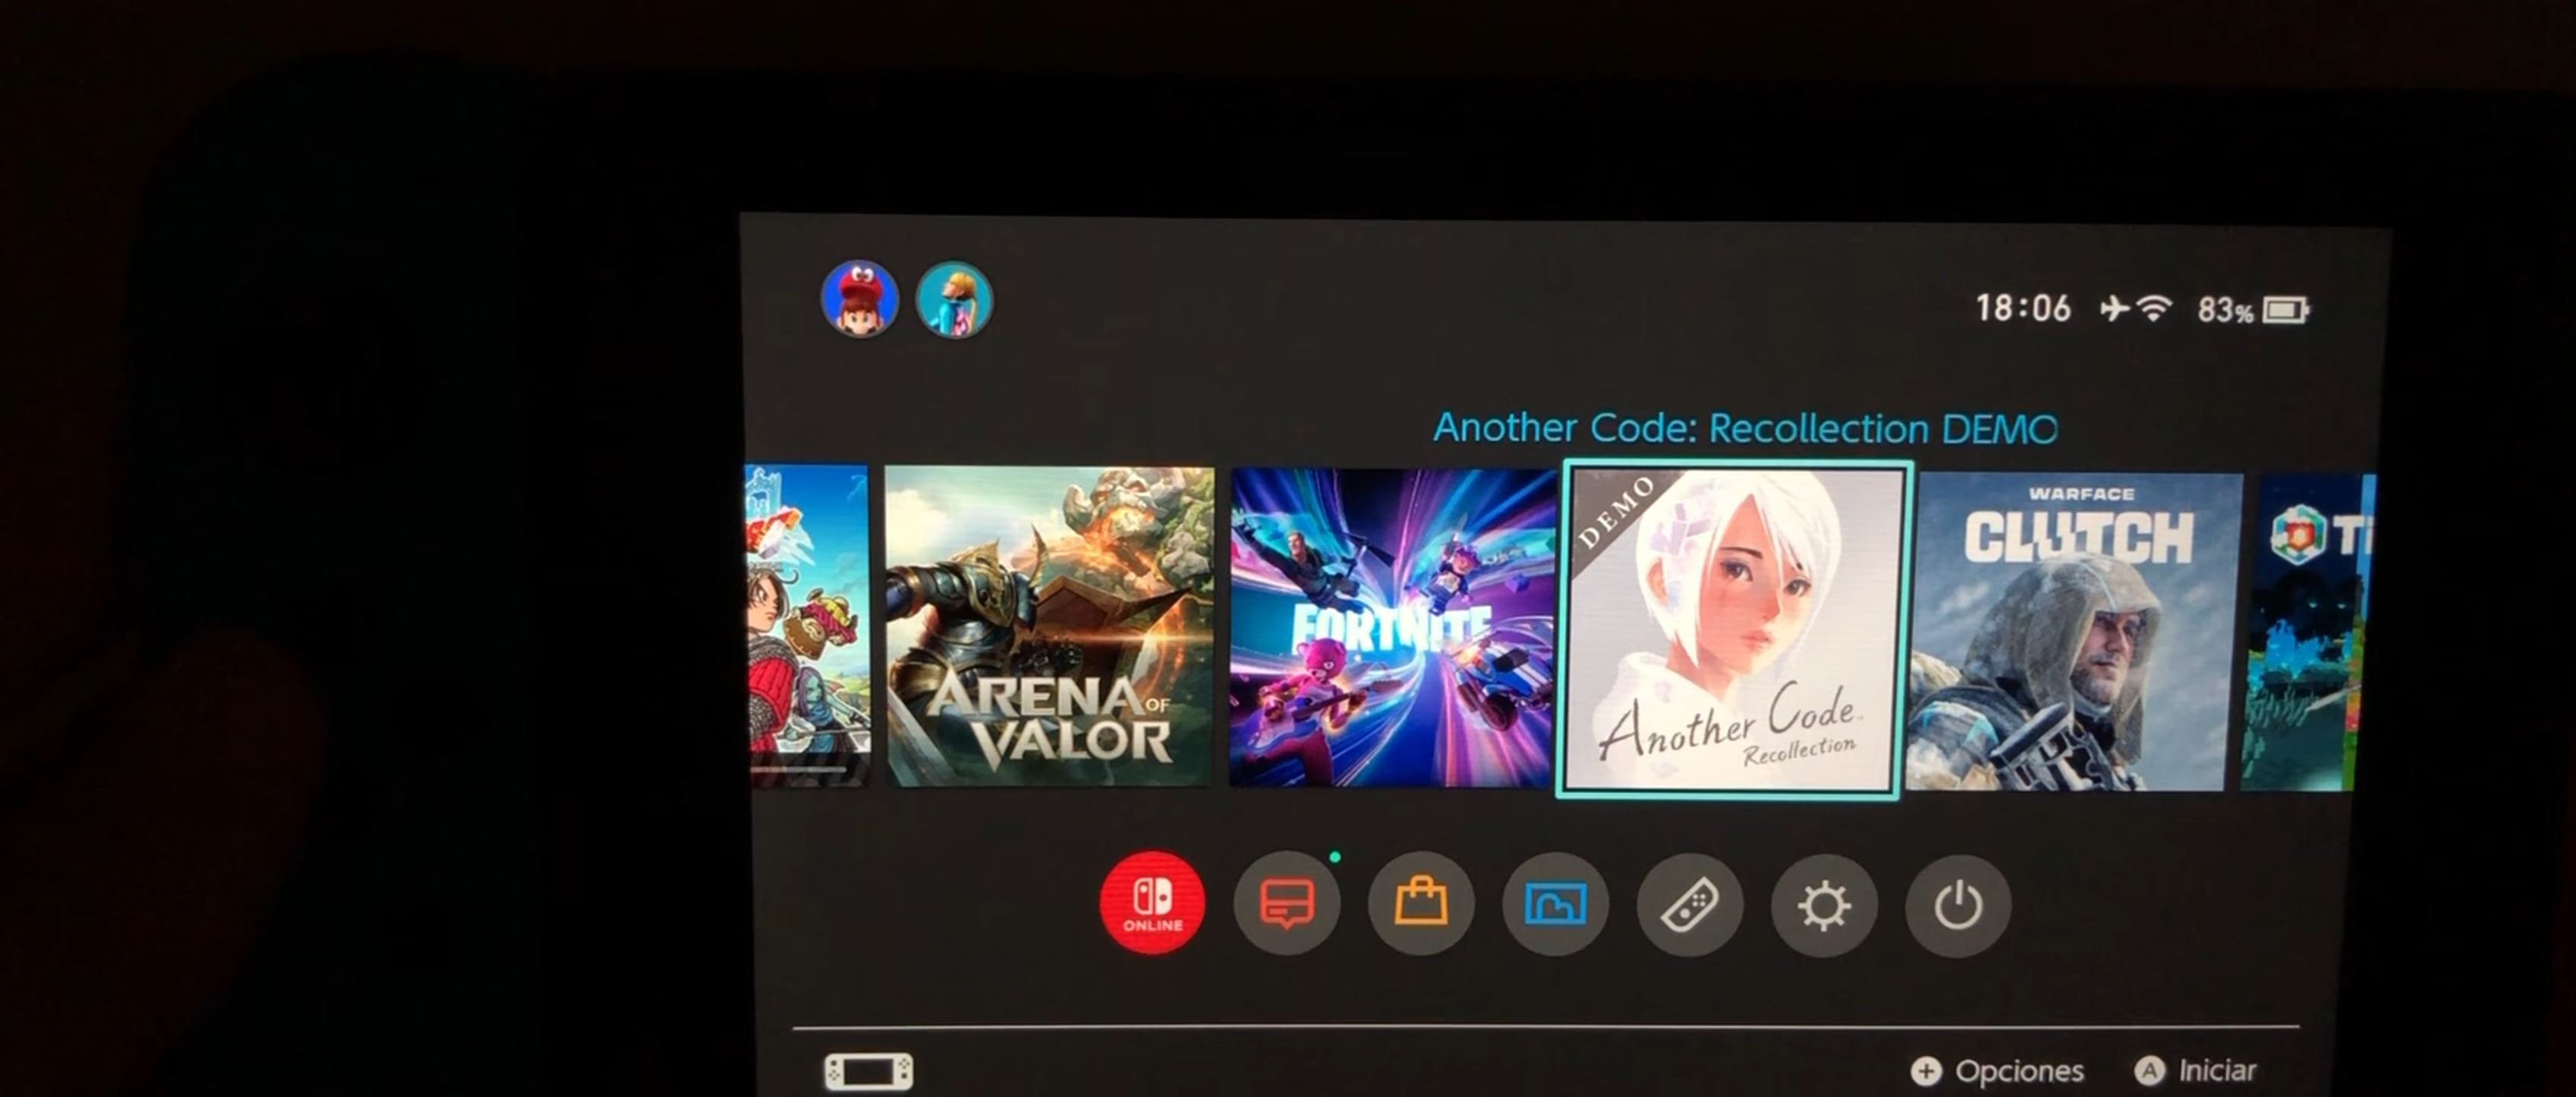 18:06
83%
Another Code: Recollection DEMO
ARENA OF
VALOR
FORTNITE
DEMO
Another Code
Recollection
WARFACE
CLUTCH
ONLINE
Opciones
A Iniciar